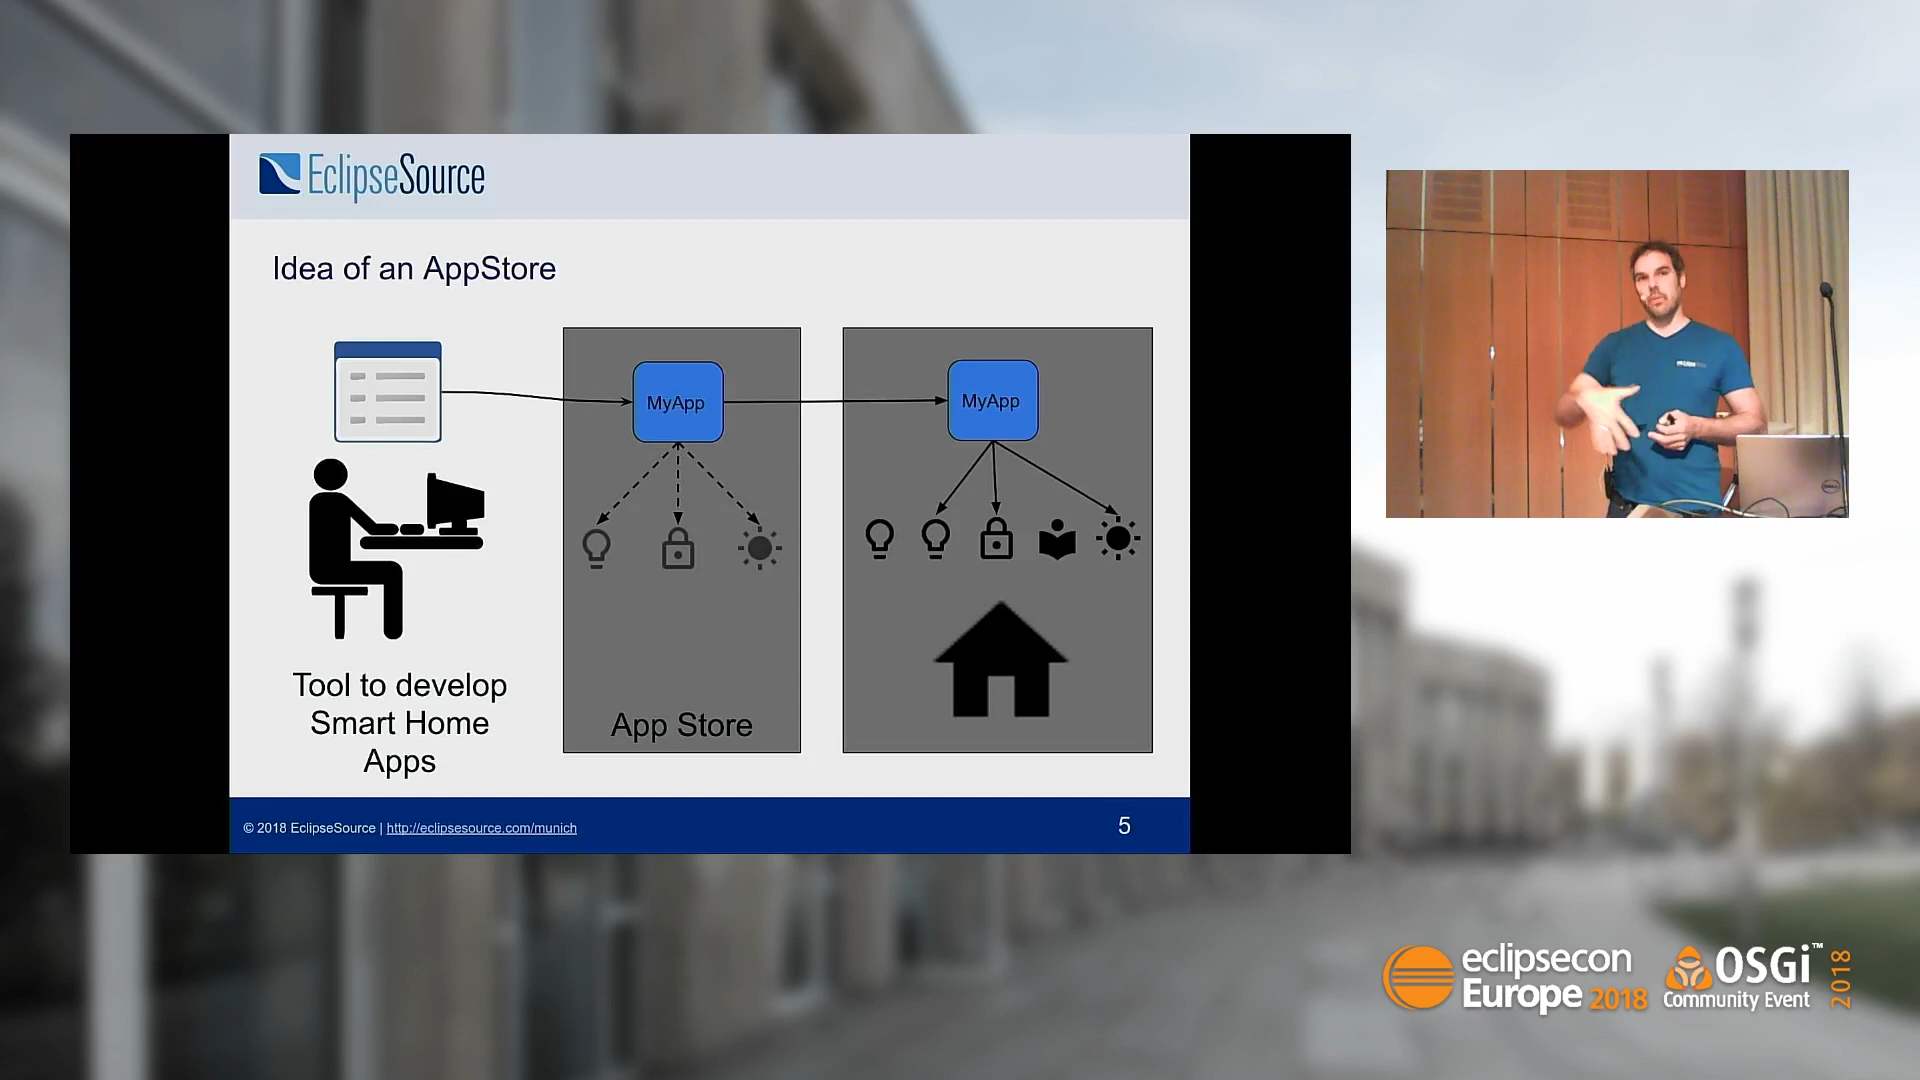 EclipseSource
Idea of an AppStore
MyApp
MyApp
Tool to develop
Smart Home
Apps
App Store
© 2018 EclipseSource | http://eclipsesource.com/munich
5
DELL
eclipsecon
Europe 2018
OSGi™
Community Event
2018